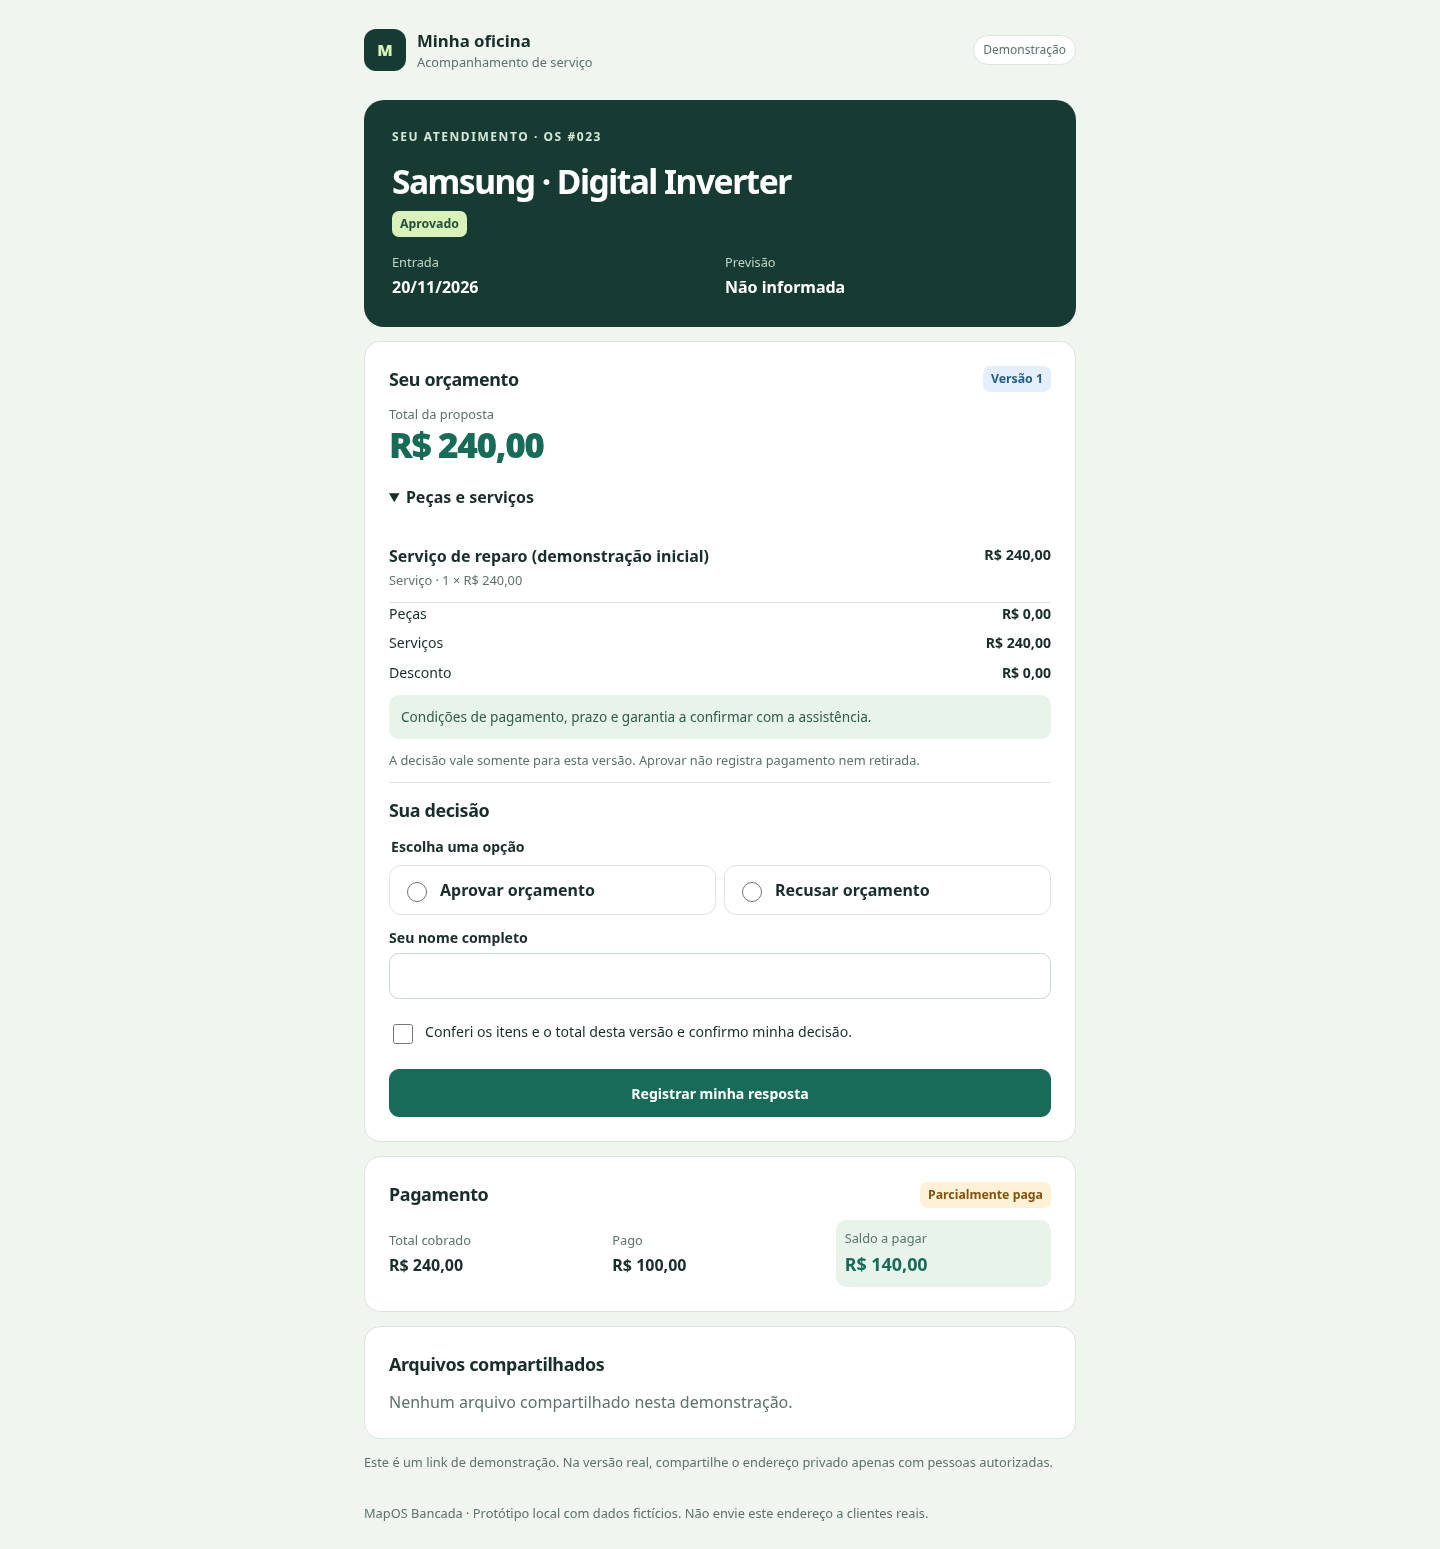 M
Minha oficina
Acompanhamento de serviço
Demonstração
SEU ATENDIMENTO · OS #023
Samsung · Digital Inverter
Aprovado
Entrada
20/11/2026
Previsão
Não informada
Seu orçamento
Versão 1
Total da proposta
R$ 240,00
▼ Peças e serviços
Serviço de reparo (demonstração inicial)
R$ 240,00
Serviço · 1 × R$ 240,00
Peças
R$ 0,00
Serviços
R$ 240,00
Desconto
R$ 0,00
Condições de pagamento, prazo e garantia a confirmar com a assistência.
A decisão vale somente para esta versão. Aprovar não registra pagamento nem retirada.
Sua decisão
Escolha uma opção
Aprovar orçamento
Recusar orçamento
Seu nome completo
Conferi os itens e o total desta versão e confirmo minha decisão.
Registrar minha resposta
Pagamento
Parcialmente paga
Total cobrado
R$ 240,00
Pago
R$ 100,00
Saldo a pagar
R$ 140,00
Arquivos compartilhados
Nenhum arquivo compartilhado nesta demonstração.
Este é um link de demonstração. Na versão real, compartilhe o endereço privado apenas com pessoas autorizadas.
MapOS Bancada · Protótipo local com dados fictícios. Não envie este endereço a clientes reais.